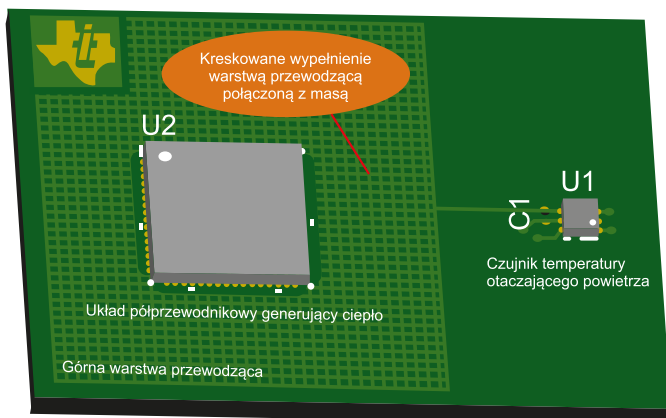 Kreskowane wypełnienie
warstwą przewodzącą
połączoną z masą
U2
U1
C1
Czujnik temperatury
otaczającego powietrza
Układ półprzewodnikowy generujący ciepło
Górna warstwa przewodząca